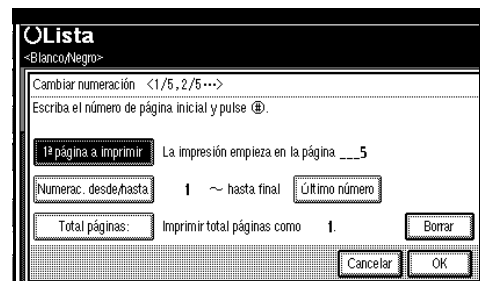 Lista
<Blanco/Negro>
Cambiar numeración <1/5,2/5···>
Escriba el número de página inicial y pulse ⊛.
1ª página a imprimir La impresión empieza en la página ___5
Numerac. desde/hasta 1 ~ hasta final Último número
Total páginas: Imprimir total páginas como 1. Borrar
Cancelar OK